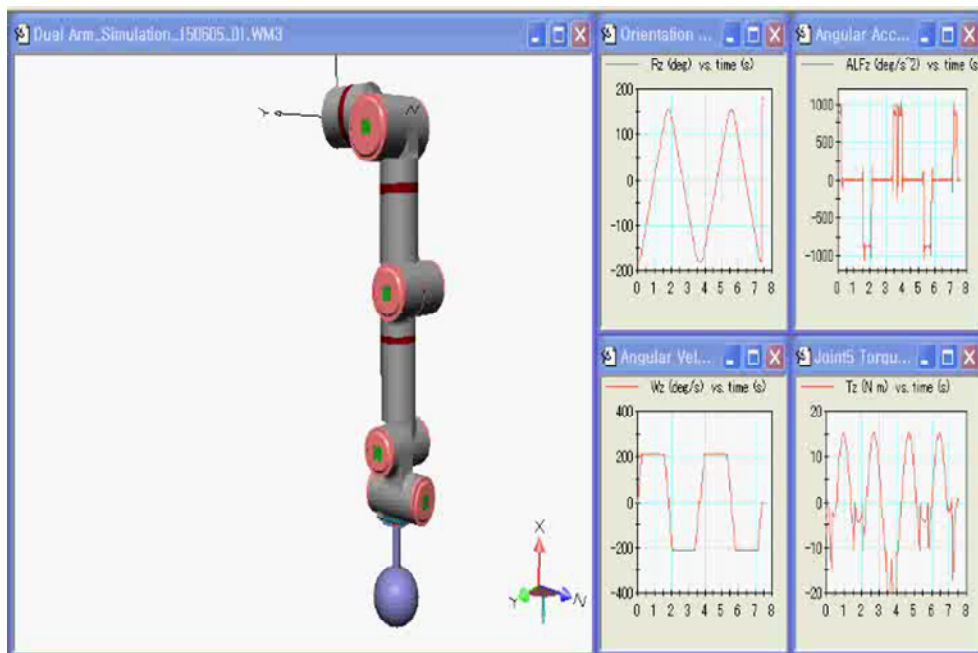 Dual Arm_Simulation_150605_01.WM3
Y
X
Y
Orientation ...
Rz (deg) vs. time (s)
200
100
0
-100
-200
0 1 2 3 4 5 6 7 8
Angular Acc...
ALFz (deg/s^2) vs. time (s
1000
500
0
-500
-1000
0 1 2 3 4 5 6 7 8
Angular Vel...
Wz (deg/s) vs. time (s)
400
200
0
-200
-400
0 1 2 3 4 5 6 7 8
Joint5 Torqu...
Tz (N m) vs. time (s)
20
10
0
-10
-20
0 1 2 3 4 5 6 7 8